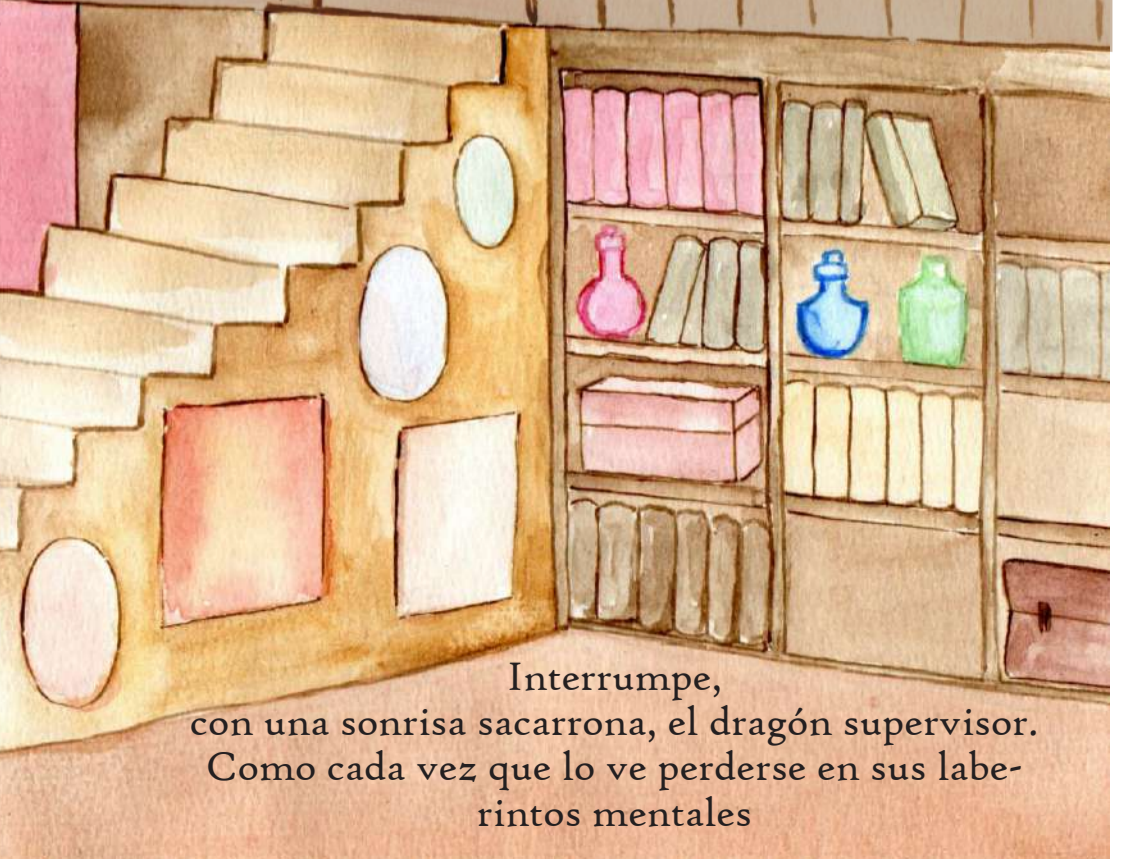 Interrumpe,
con una sonrisa sacarrona, el dragón supervisor.
Como cada vez que lo ve perderse en sus labe-
rintos mentales